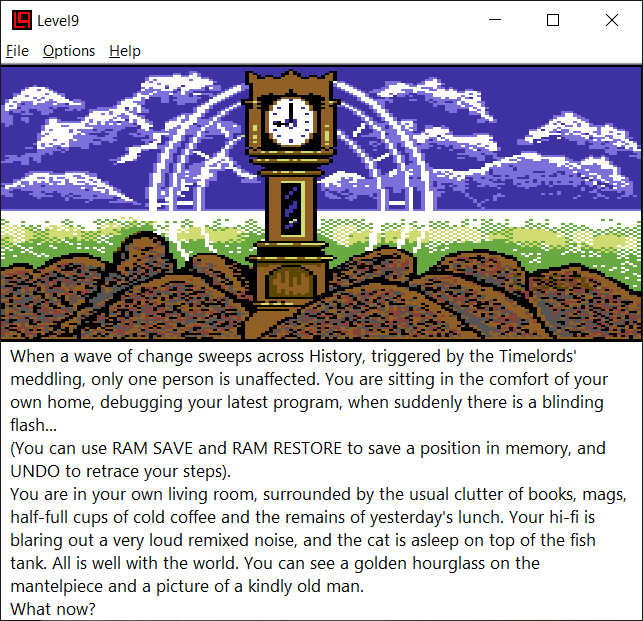 Level9
File Options Help
When a wave of change sweeps across History, triggered by the Timelords'
meddling, only one person is unaffected. You are sitting in the comfort of your
own home, debugging your latest program, when suddenly there is a blinding
flash...
(You can use RAM SAVE and RAM RESTORE to save a position in memory, and
UNDO to retrace your steps).
You are in your own living room, surrounded by the usual clutter of books, mags,
half-full cups of cold coffee and the remains of yesterday's lunch. Your hi-fi is
blaring out a very loud remixed noise, and the cat is asleep on top of the fish
tank. All is well with the world. You can see a golden hourglass on the
mantelpiece and a picture of a kindly old man.
What now?